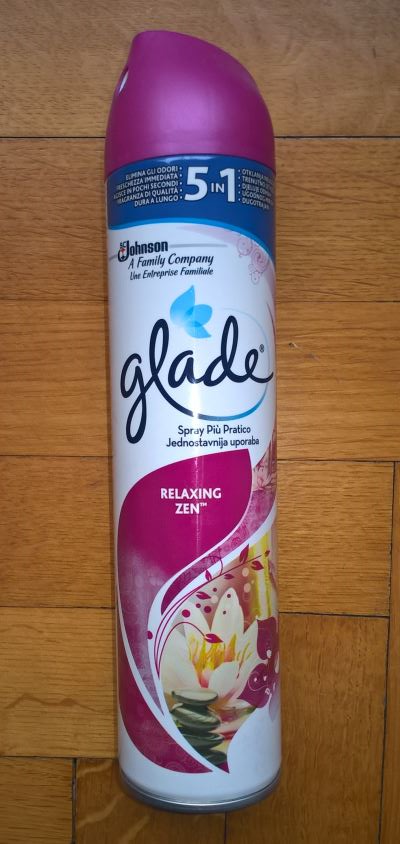 ELIMINA GLI ODORI
FRESCHEZZA IMMEDIATA
AGISCE IN POCHI SECONDI
FRAGRANZA DI QUALITÀ
DURA A LUNGO
5 IN 1
SC Johnson
A Family Company
Une Entreprise Familiale
glade®
Spray Più Pratico
Jednostavnija uporaba
RELAXING
ZEN™